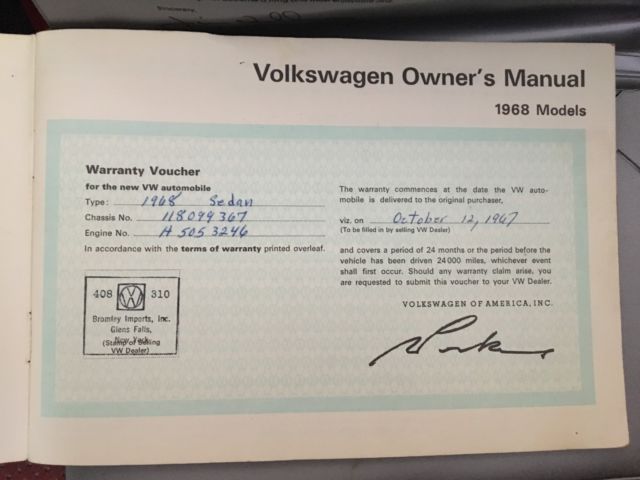 Sincerely,
Volkswagen Owner's Manual
1968 Models
Warranty Voucher
for the new VW automobile
Type: 1968 Sedan
Chassis No. 118099367
Engine No. H 5053246
In accordance with the terms of warranty printed overleaf.
408 310
Bromley Imports, Inc.
Glens Falls,
New York
(Stamp of Selling
VW Dealer)
The warranty commences at the date the VW auto-
mobile is delivered to the original purchaser,
viz. on October 12, 1967
(To be filled in by selling VW Dealer)
and covers a period of 24 months or the period before the
vehicle has been driven 24000 miles, whichever event
shall first occur. Should any warranty claim arise, you
are requested to submit this voucher to your VW Dealer.
VOLKSWAGEN OF AMERICA, INC.